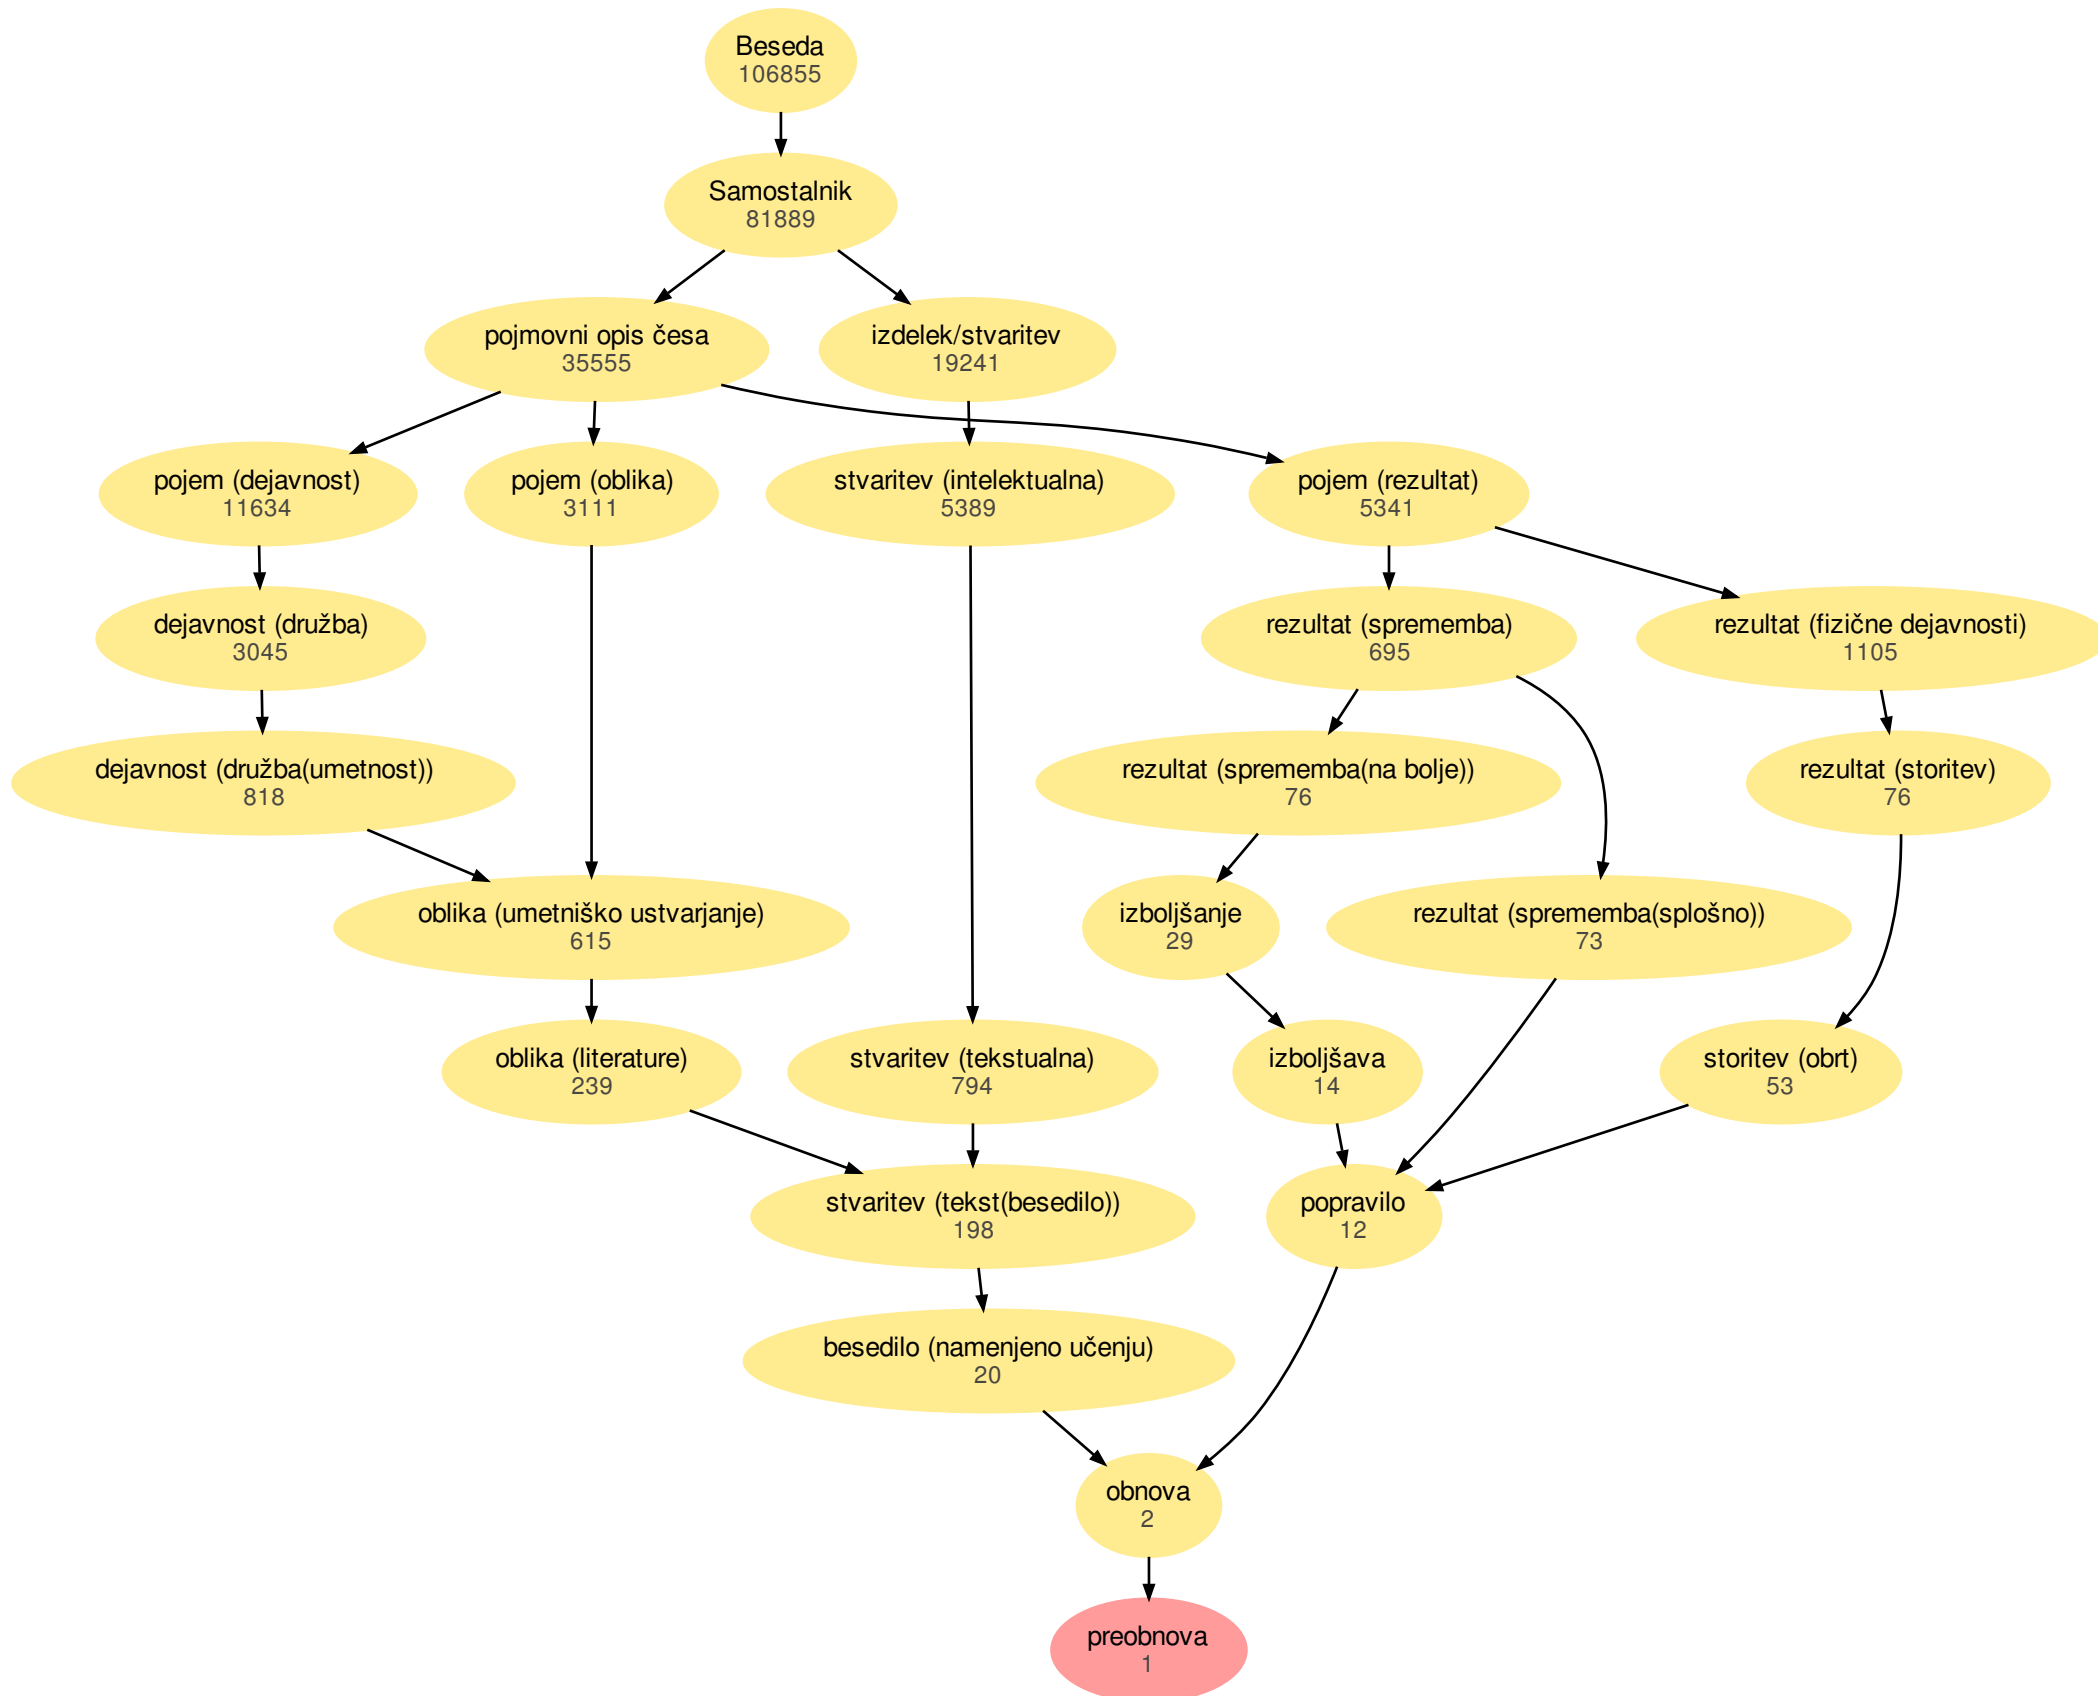 Beseda
106855
Samostalnik
81889
pojmovni opis česa
35555
izdelek/stvaritev
19241
pojem (dejavnost)
11634
pojem (oblika)
3111
stvaritev (intelektualna)
5389
pojem (rezultat)
5341
dejavnost (družba)
3045
rezultat (sprememba)
695
rezultat (fizične dejavnosti)
1105
dejavnost (družba(umetnost))
818
rezultat (sprememba(na bolje))
76
rezultat (storitev)
76
oblika (umetniško ustvarjanje)
615
izboljšanje
29
rezultat (sprememba(splošno))
73
oblika (literature)
239
stvaritev (tekstualna)
794
izboljšava
14
storitev (obrt)
53
stvaritev (tekst(besedilo))
198
popravilo
12
besedilo (namenjeno učenju)
20
obnova
2
preobnova
1